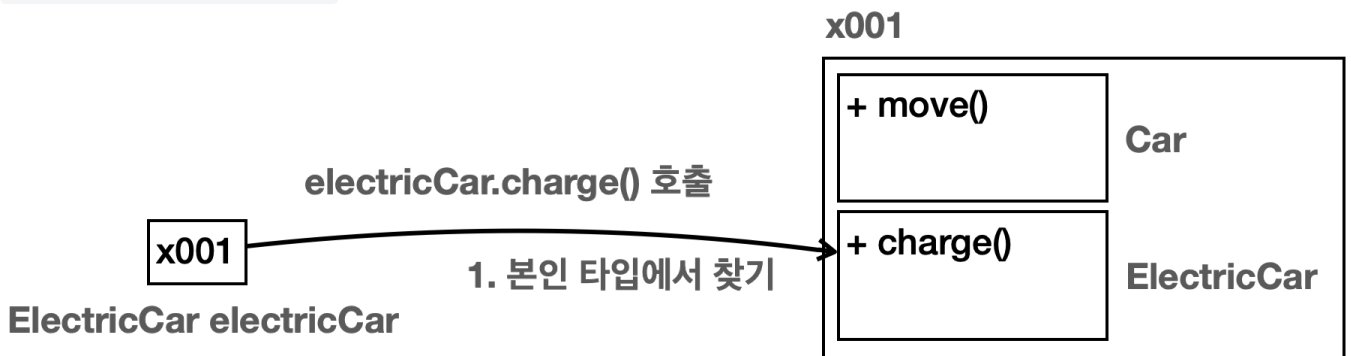 x001
+ move()
Car
electricCar.charge() 호출
x001
+ charge()
1. 본인 타입에서 찾기
ElectricCar
ElectricCar electricCar